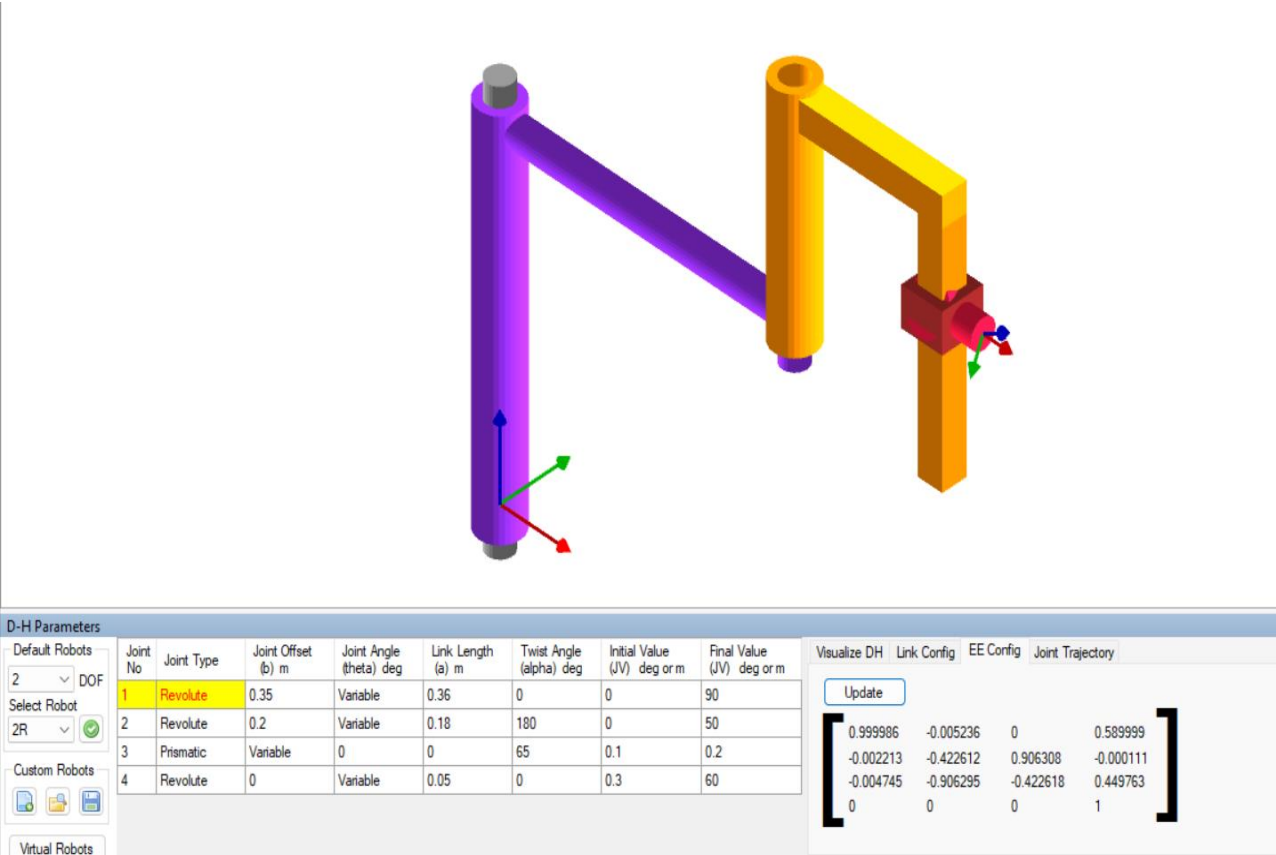 D-H Parameters
Default Robots
2 DOF
Select Robot
2R
Custom Robots
Virtual Robots
Joint No Joint Type Joint Offset (b) m Joint Angle (theta) deg Link Length (a) m Twist Angle (alpha) deg Initial Value (JV) deg or m Final Value (JV) deg or m
1 Revolute 0.35 Variable 0.36 0 0 90
2 Revolute 0.2 Variable 0.18 180 0 50
3 Prismatic Variable 0 0 65 0.1 0.2
4 Revolute 0 Variable 0.05 0 0.3 60
Visualize DH Link Config EE Config Joint Trajectory
Update
0.999986 -0.005236 0 0.589999
-0.002213 -0.422612 0.906308 -0.000111
-0.004745 -0.906295 -0.422618 0.449763
0 0 0 1